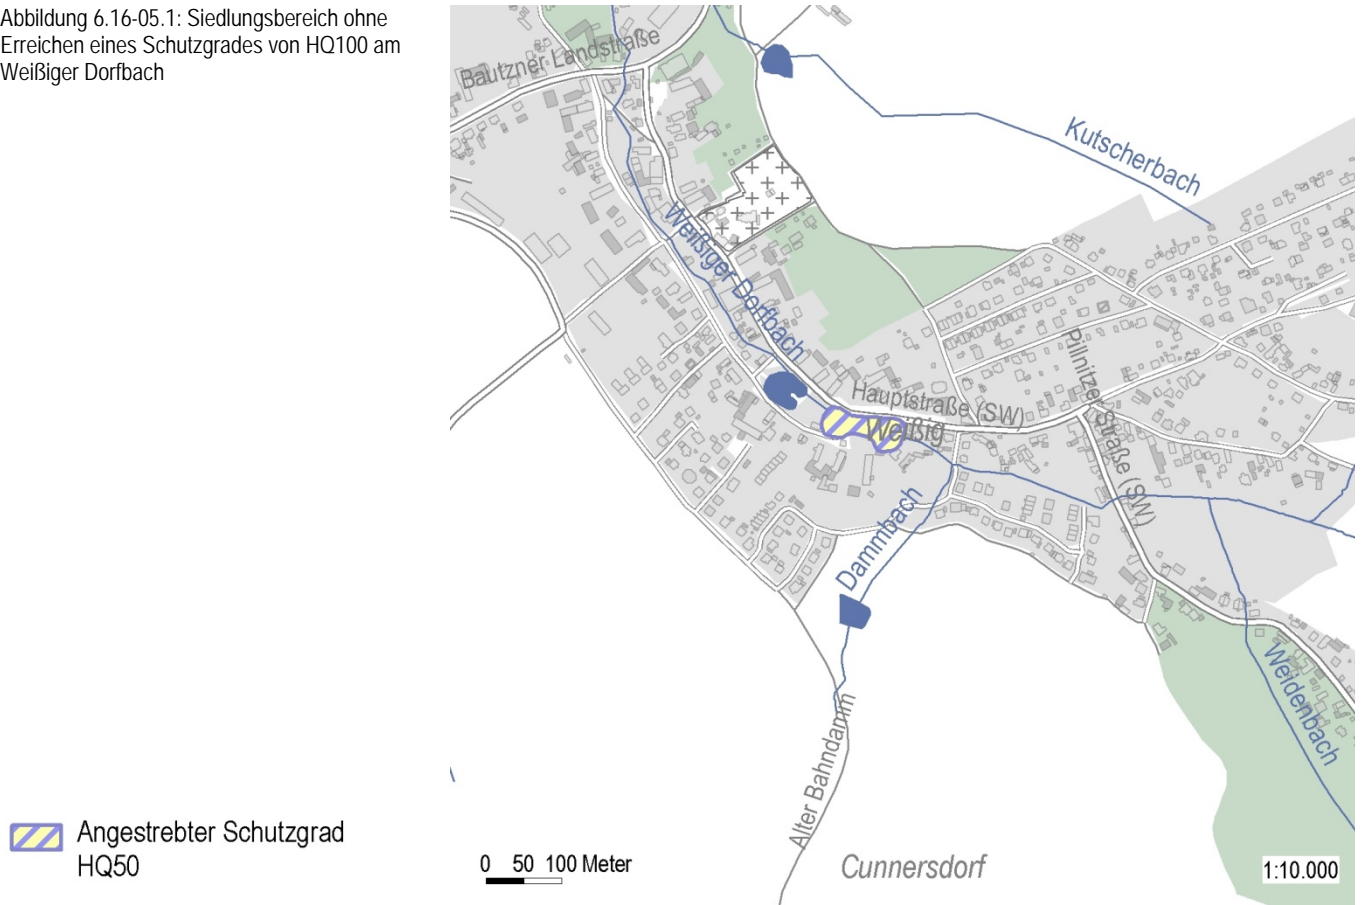 Abbildung 6.16-05.1: Siedlungsbereich ohne
Erreichen eines Schutzgrades von HQ100 am
Weißiger Dorfbach
Bautzner Landstraße
Kutscherbach
Weißiger Dorfbach
Pillnitzer Straße (SW)
Hauptstraße (SW)
Weißig
Dammbach
Weidenbach
Alter Bahndamm
Angestrebter Schutzgrad
HQ50
0 50 100 Meter
Cunnersdorf
1:10.000